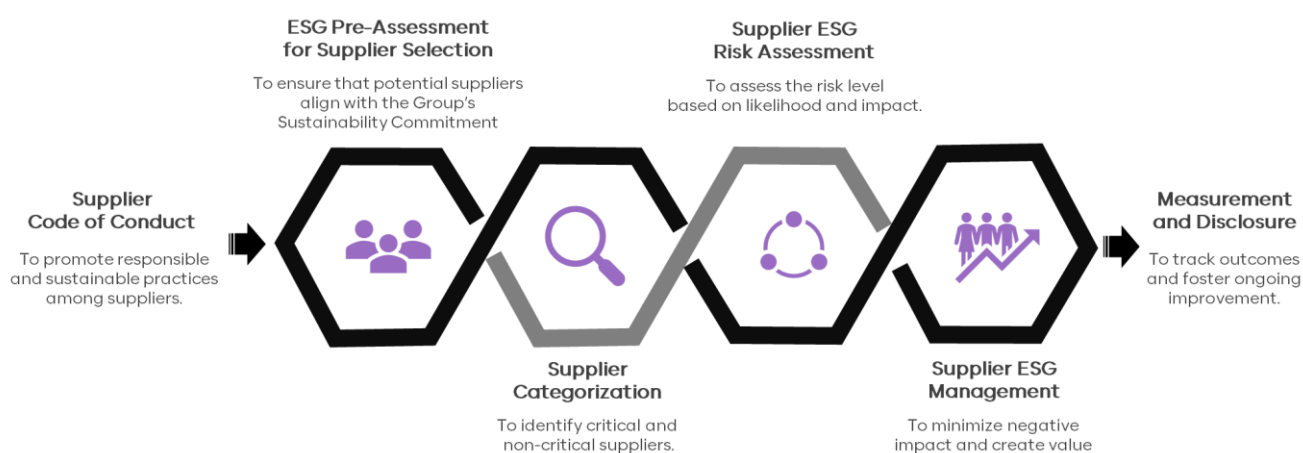 Supplier
Code of Conduct
To promote responsible
and sustainable practices
among suppliers.
ESG Pre-Assessment
for Supplier Selection
To ensure that potential suppliers
align with the Group's
Sustainability Commitment
Supplier
Categorization
To identify critical and
non-critical suppliers.
Supplier ESG
Risk Assessment
To assess the risk level
based on likelihood and impact.
Supplier ESG
Management
To minimize negative
impact and create value
Measurement
and Disclosure
To track outcomes
and foster ongoing
improvement.